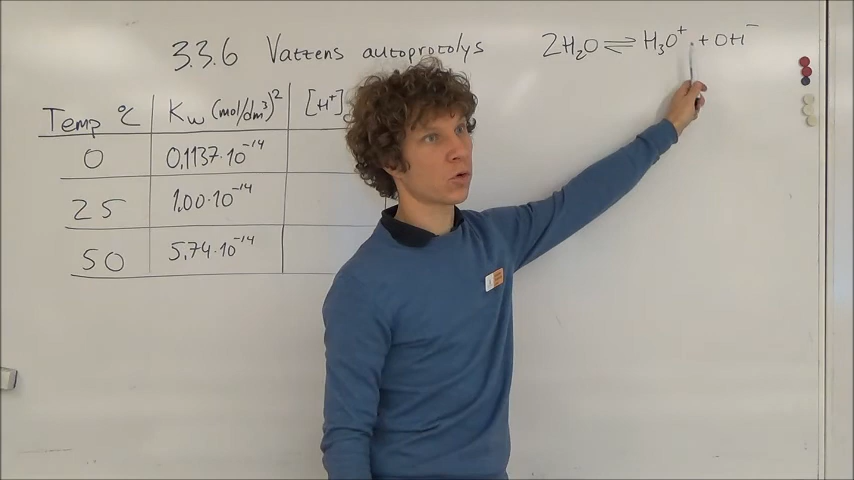 3.3.6 Vattens autoprotolys
2H₂O ⇌ H₃O⁺ + OH⁻
Temp °C K_w (mol/dm³)² [H⁺]
0 0,1137·10⁻¹⁴
25 1,00·10⁻¹⁴
50 5,74·10⁻¹⁴